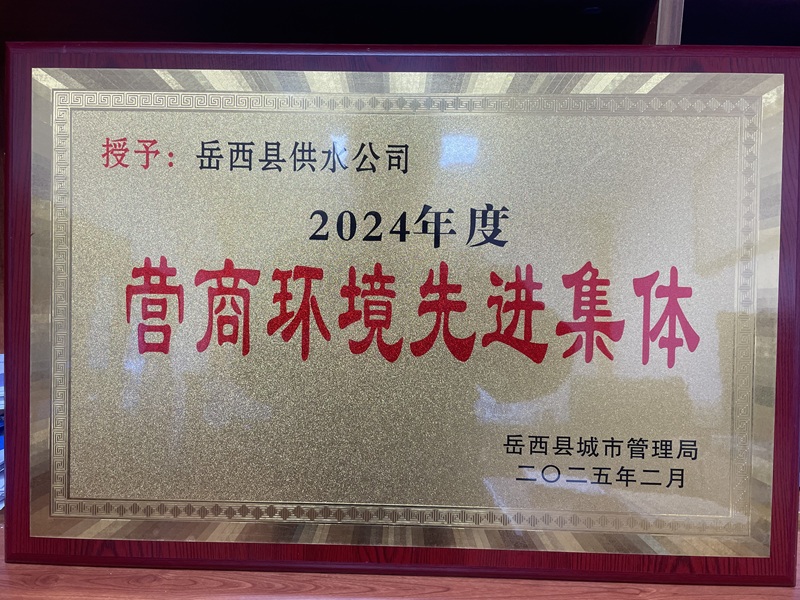 授予：岳西县供水公司
2024年度
营商环境先进集体
岳西县城市管理局
二〇二五年二月